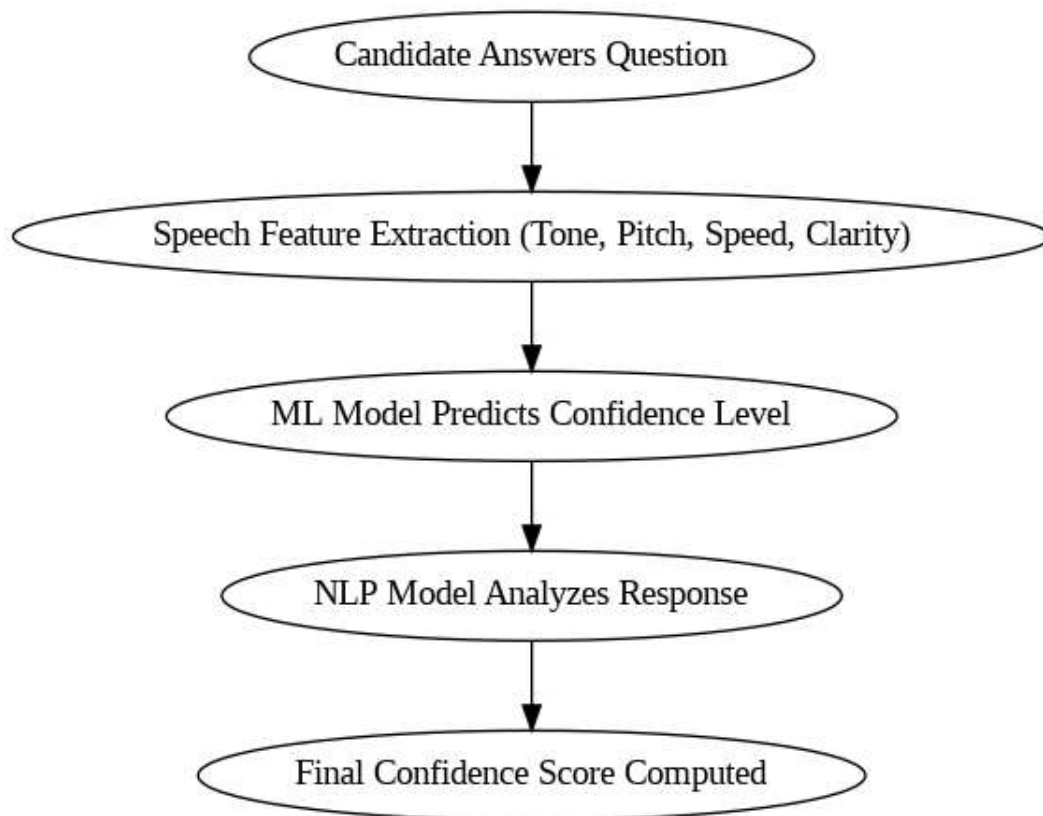 Candidate Answers Question
Speech Feature Extraction (Tone, Pitch, Speed, Clarity)
ML Model Predicts Confidence Level
NLP Model Analyzes Response
Final Confidence Score Computed